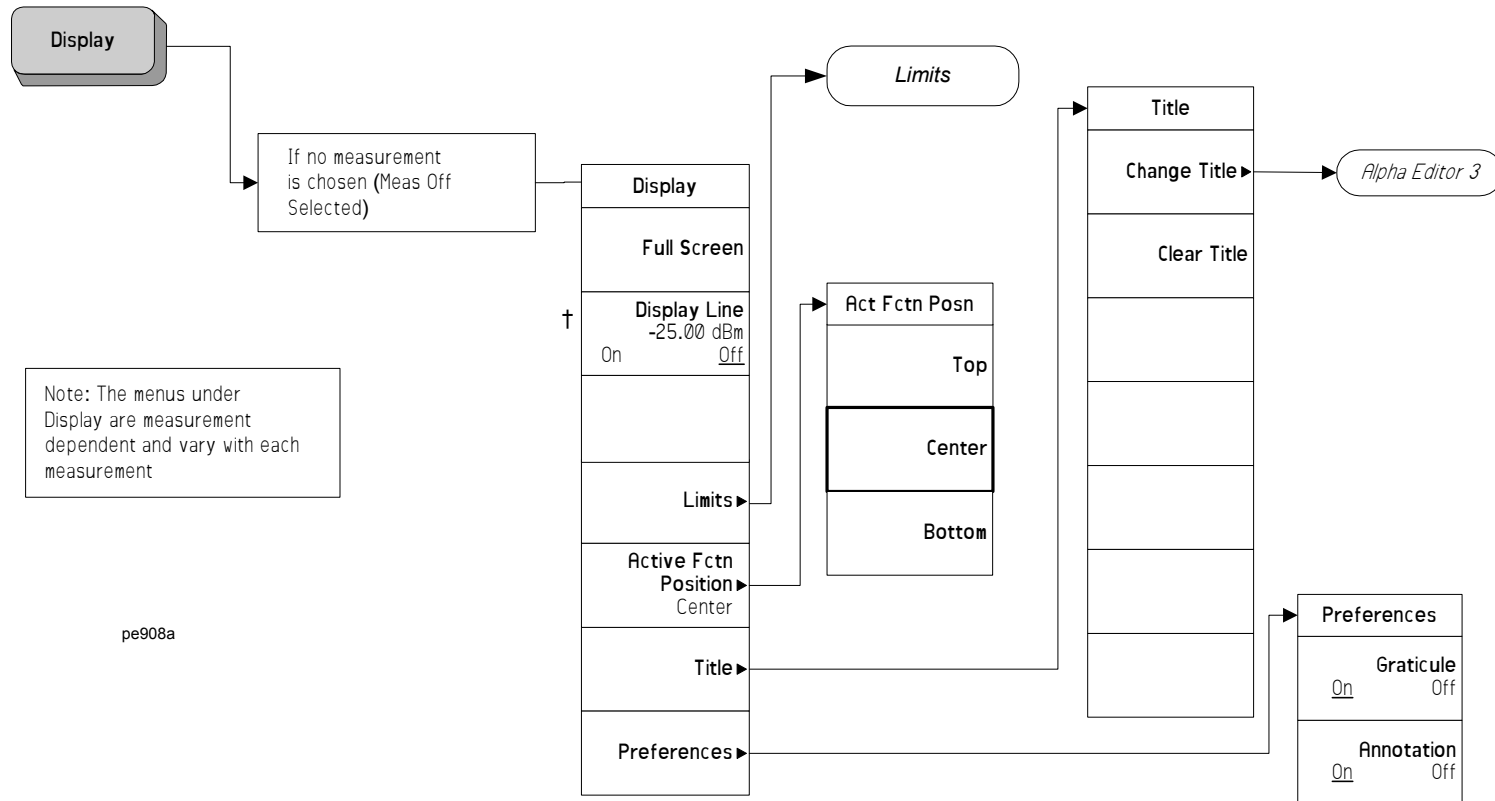 Display
If no measurement
is chosen (Meas Off
Selected)
Note: The menus under
Display are measurement
dependent and vary with each
measurement
pe908a
Display
Full Screen
†
Display Line
-25.00 dBm
On Off
Limits
Active Fctn
Position
Center
Title
Preferences
Limits
Act Fctn Posn
Top
Center
Bottom
Title
Change Title
Clear Title
Alpha Editor 3
Preferences
Graticule
On Off
Annotation
On Off